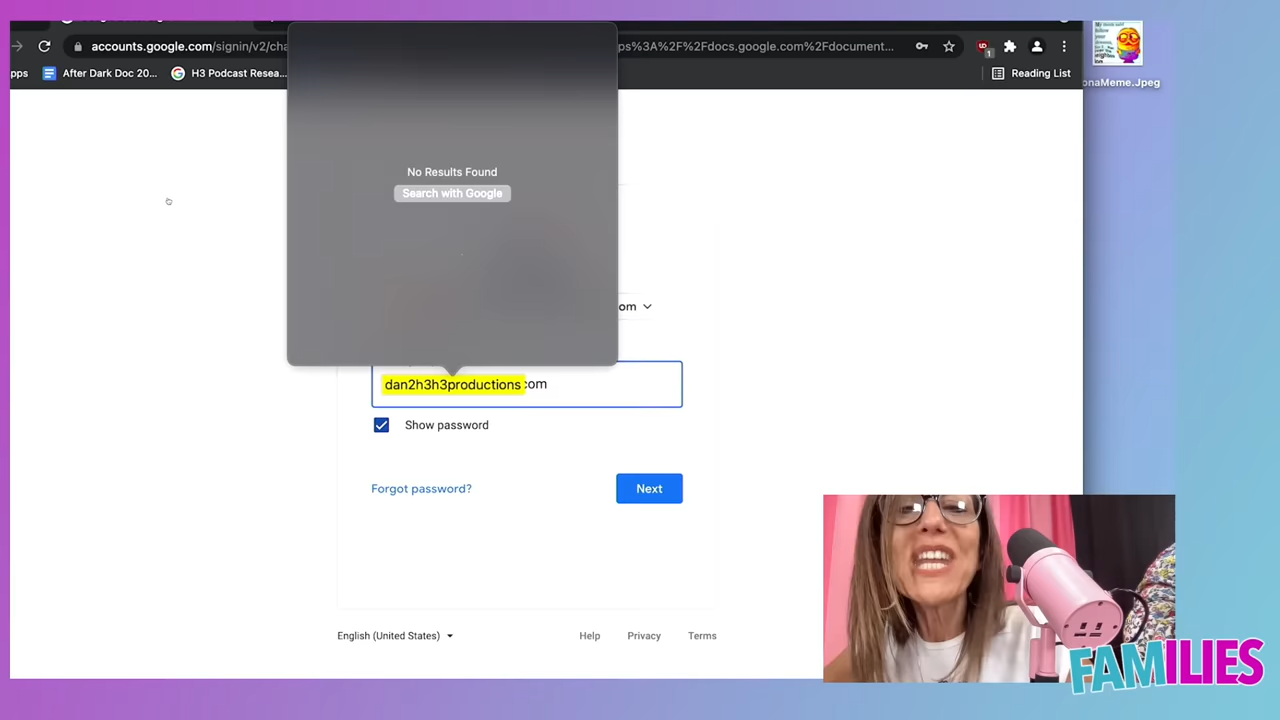 accounts.google.com/signin/v2/cha
ps%3A%2F%2Fdocs.google.com%2Fdocument...
pps
After Dark Doc 20...
H3 Podcast Resea...
Reading List
onaMeme.Jpeg
No Results Found
Search with Google
om
dan2h3h3productions
com
Show password
Forgot password?
Next
English (United States)
Help
Privacy
Terms
FAMILIES